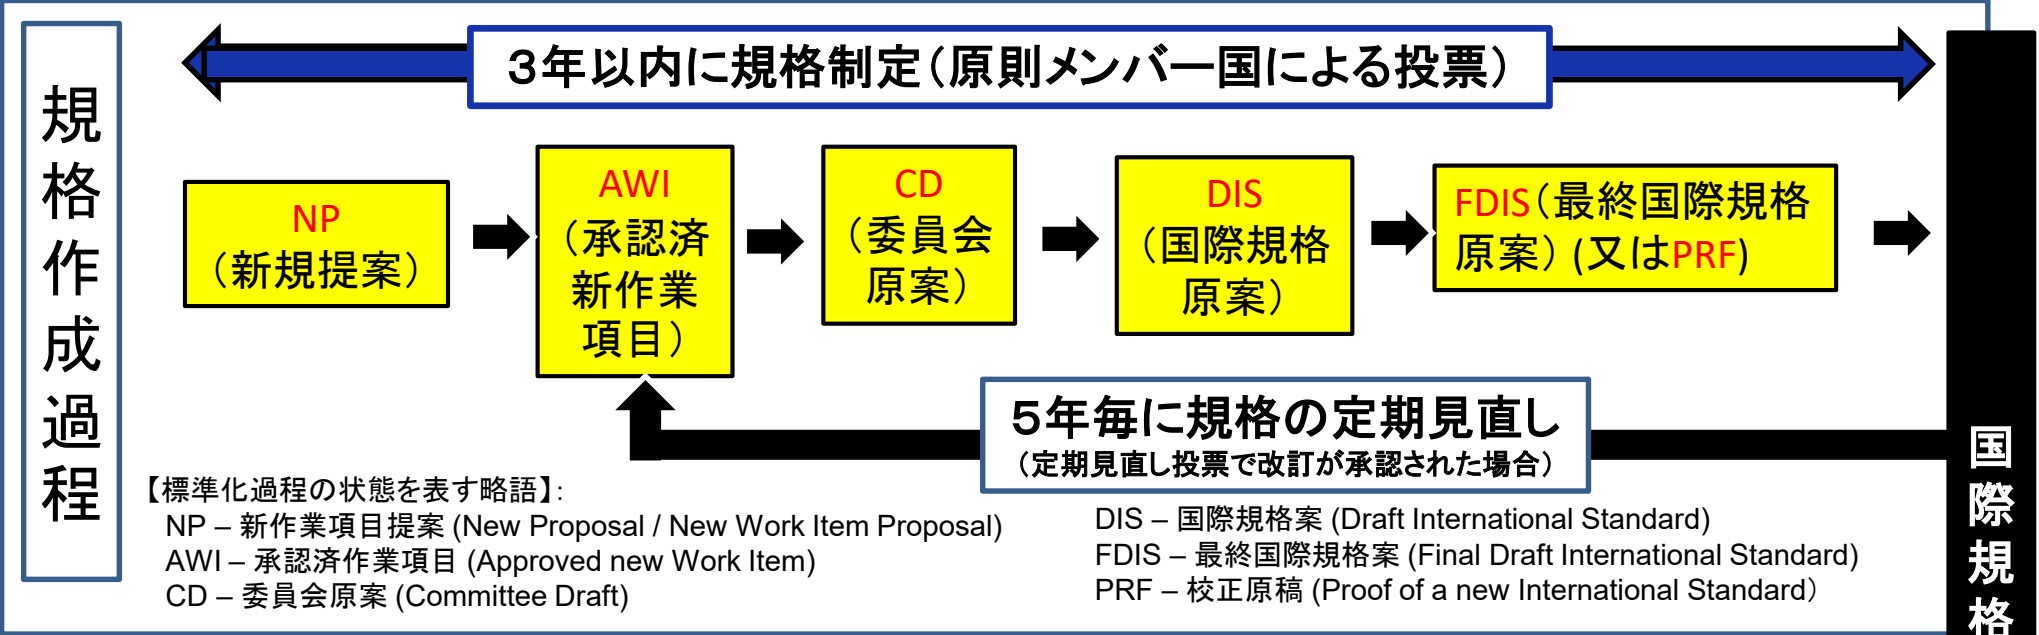 規格作成過程
３年以内に規格制定（原則メンバー国による投票）
NP
（新規提案）
AWI
（承認済
新作業
項目）
CD
（委員会
原案）
DIS
（国際規格
原案）
FDIS（最終国際規格
原案） (又はPRF)
５年毎に規格の定期見直し
（定期見直し投票で改訂が承認された場合）
国際規格
【標準化過程の状態を表す略語】:
NP – 新作業項目提案 (New Proposal / New Work Item Proposal)
AWI – 承認済作業項目 (Approved new Work Item)
CD – 委員会原案 (Committee Draft)
DIS – 国際規格案 (Draft International Standard)
FDIS – 最終国際規格案 (Final Draft International Standard)
PRF – 校正原稿 (Proof of a new International Standard）